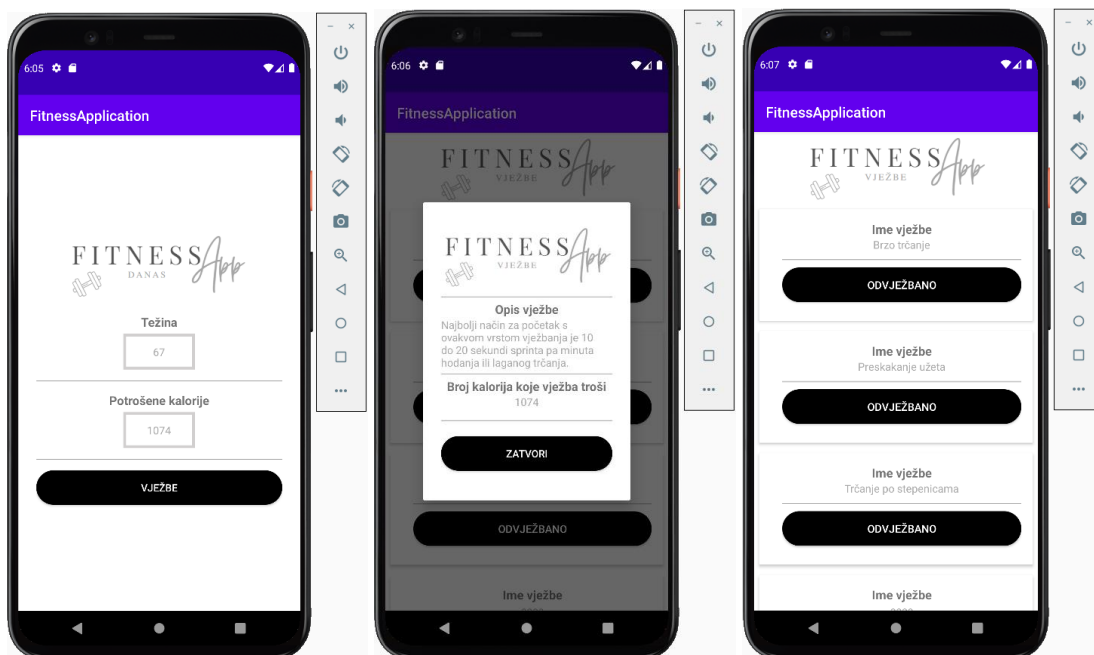 6:05
FitnessApplication
FITNESS App
DANAS
Težina
67
Potrošene kalorije
1074
VJEŽBE
6:06
FitnessApplication
FITNESS App
VJEŽBE
FITNESS App
VJEŽBE
Opis vježbe
Najbolji način za početak s
ovakvom vrstom vježbanja je 10
do 20 sekundi sprinta pa minuta
hodanja ili laganog trčanja.
Broj kalorija koje vježba troši
1074
ZATVORI
ODVJEŽBANO
Ime vježbe
6:07
FitnessApplication
FITNESS App
VJEŽBE
Ime vježbe
Brzo trčanje
ODVJEŽBANO
Ime vježbe
Preskakanje užeta
ODVJEŽBANO
Ime vježbe
Trčanje po stepenicama
ODVJEŽBANO
Ime vježbe